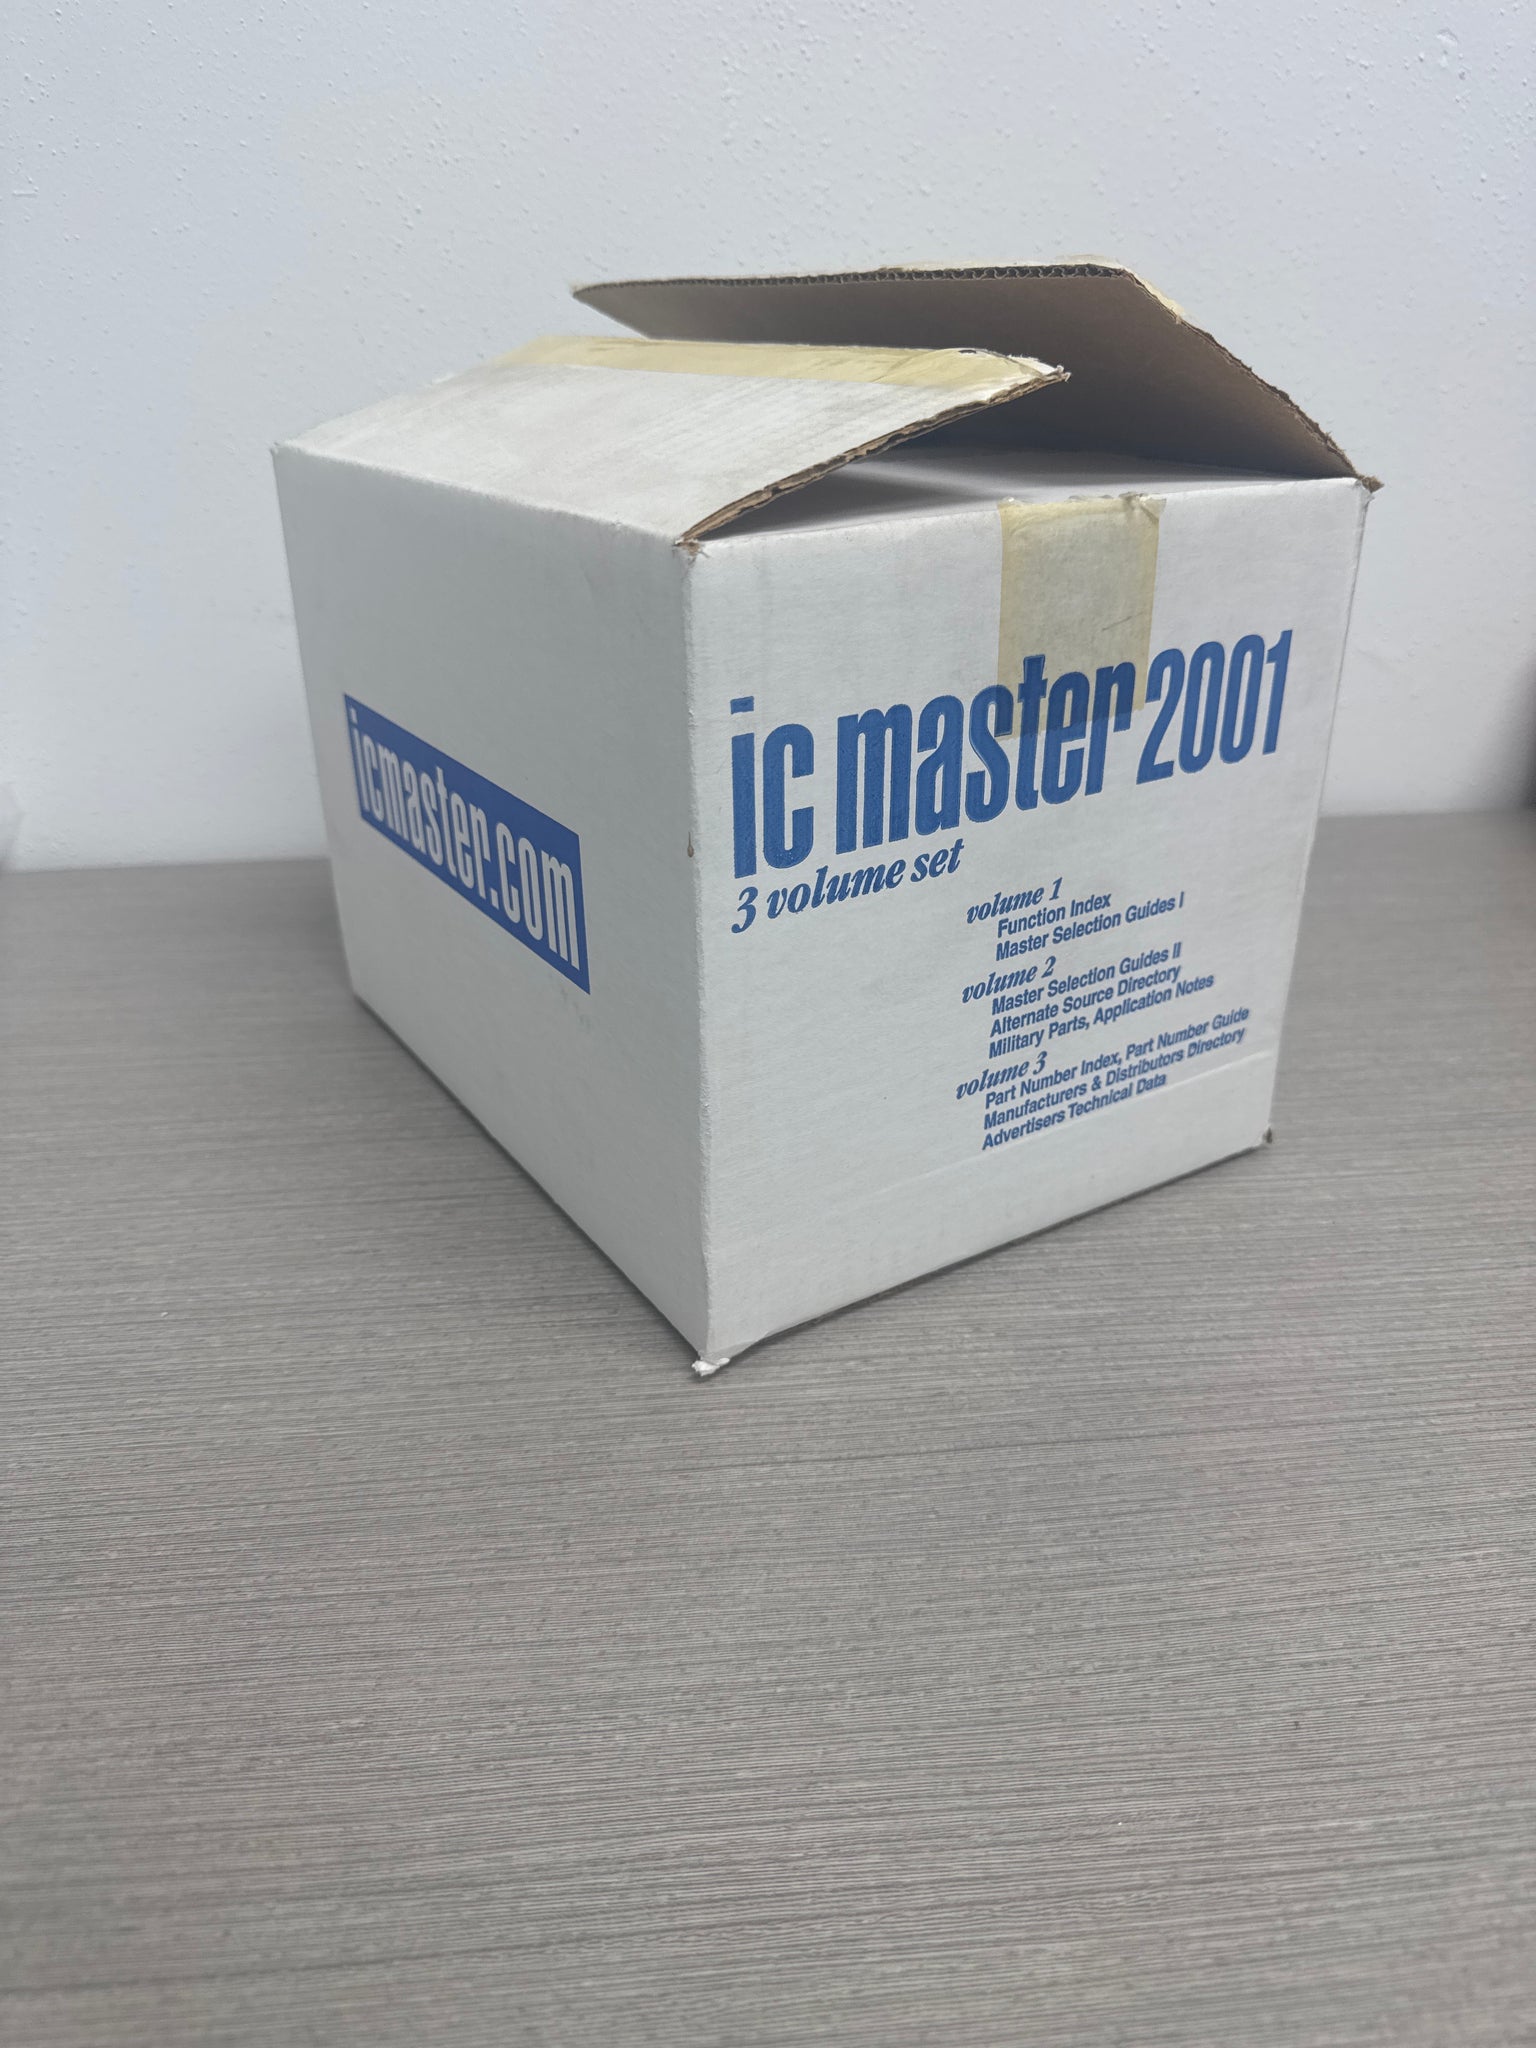 icmaster.com
ic master 2001
3 volume set
volume 1
Function Index
Master Selection Guides I
volume 2
Master Selection Guides II
Alternate Source Directory
Military Parts, Application Notes
volume 3
Part Number Index, Part Number Guide
Manufacturers & Distributors Directory
Advertisers Technical Data